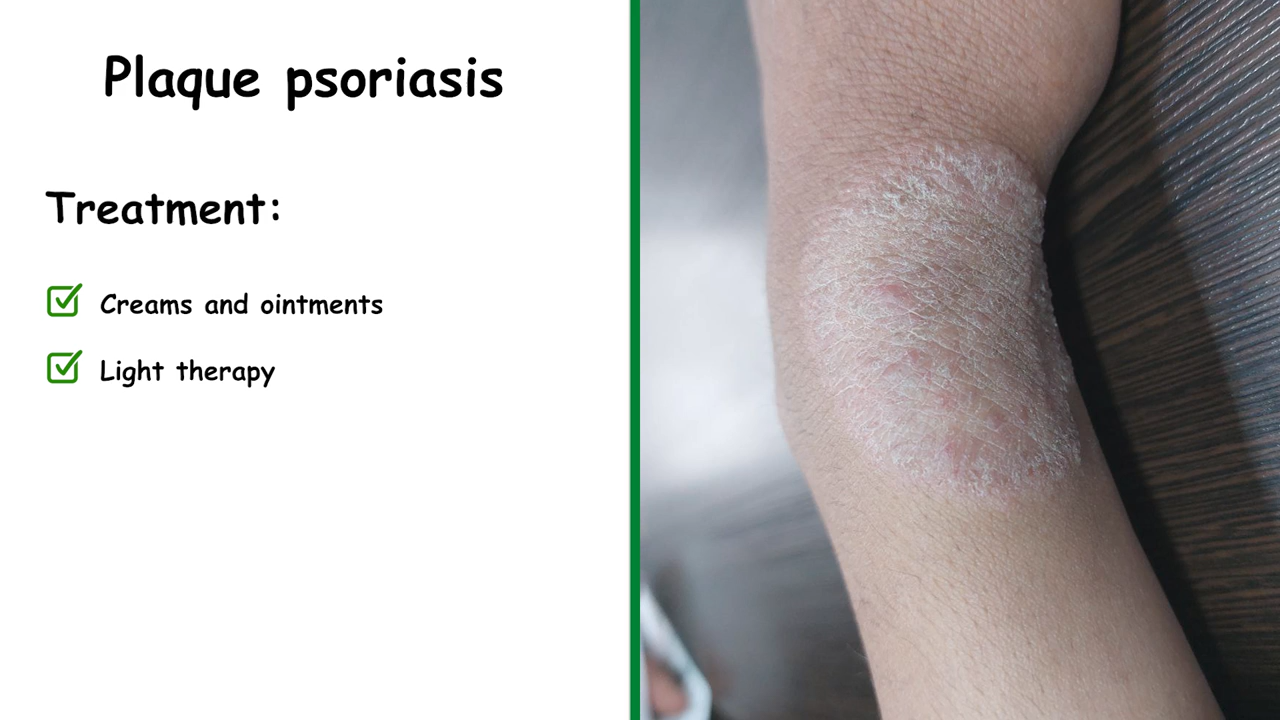 Plaque psoriasis
Treatment:
Creams and ointments
Light therapy